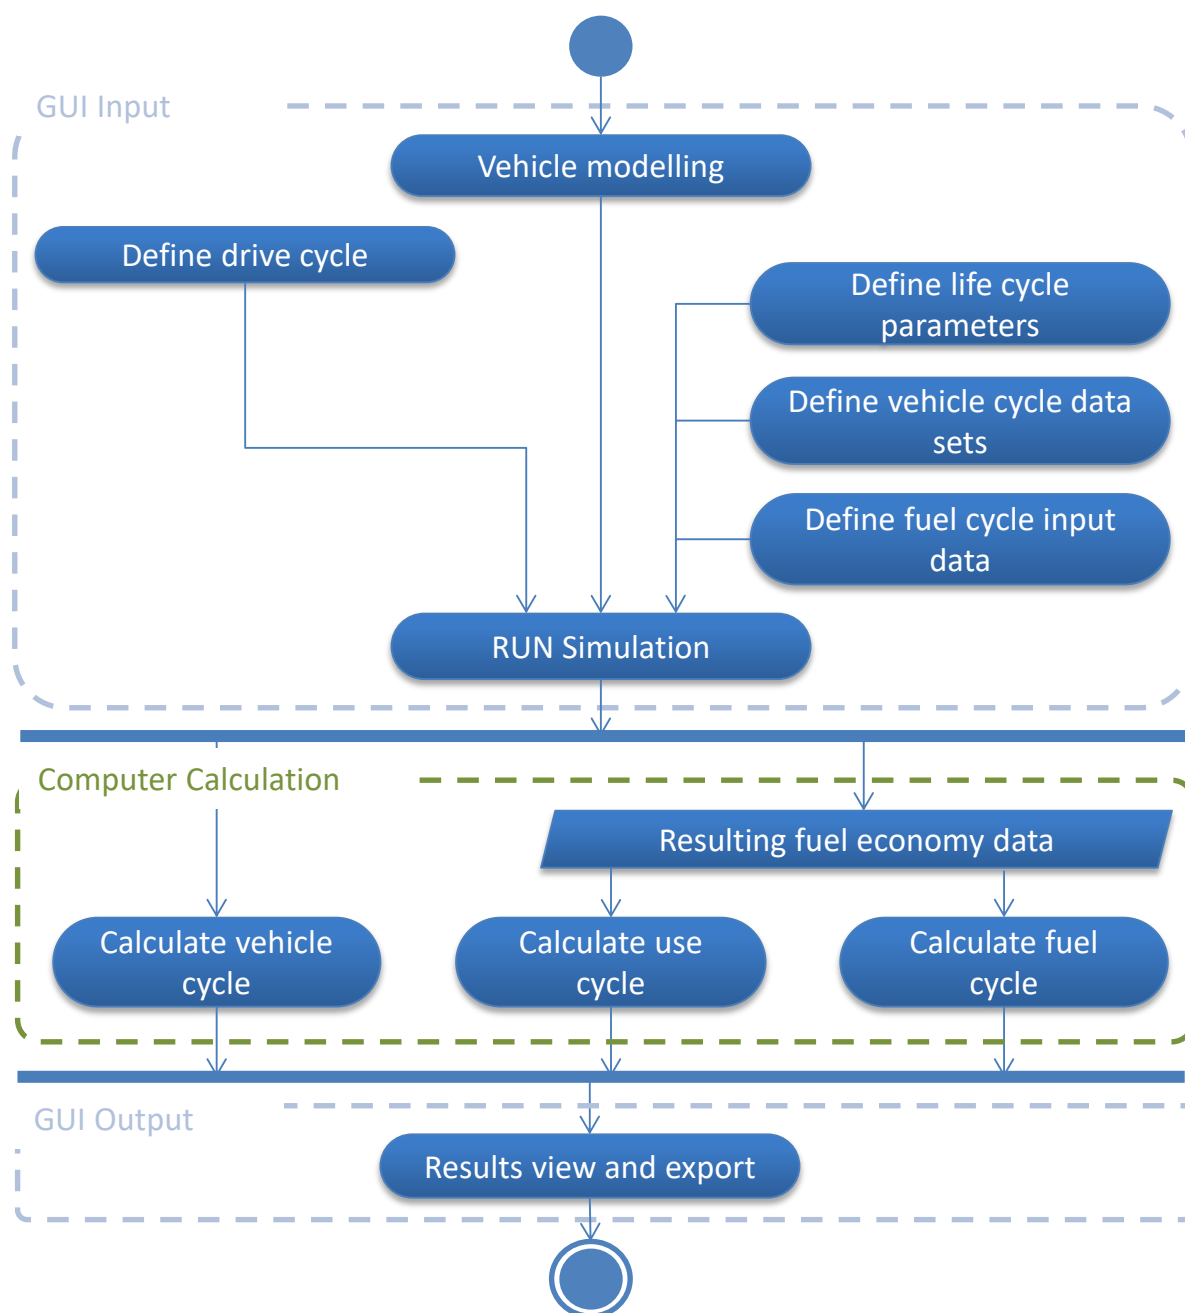 GUI Input
Vehicle modelling
Define drive cycle
Define life cycle
parameters
Define vehicle cycle data
sets
Define fuel cycle input
data
RUN Simulation
Computer Calculation
Resulting fuel economy data
Calculate vehicle
cycle
Calculate use
cycle
Calculate fuel
cycle
GUI Output
Results view and export